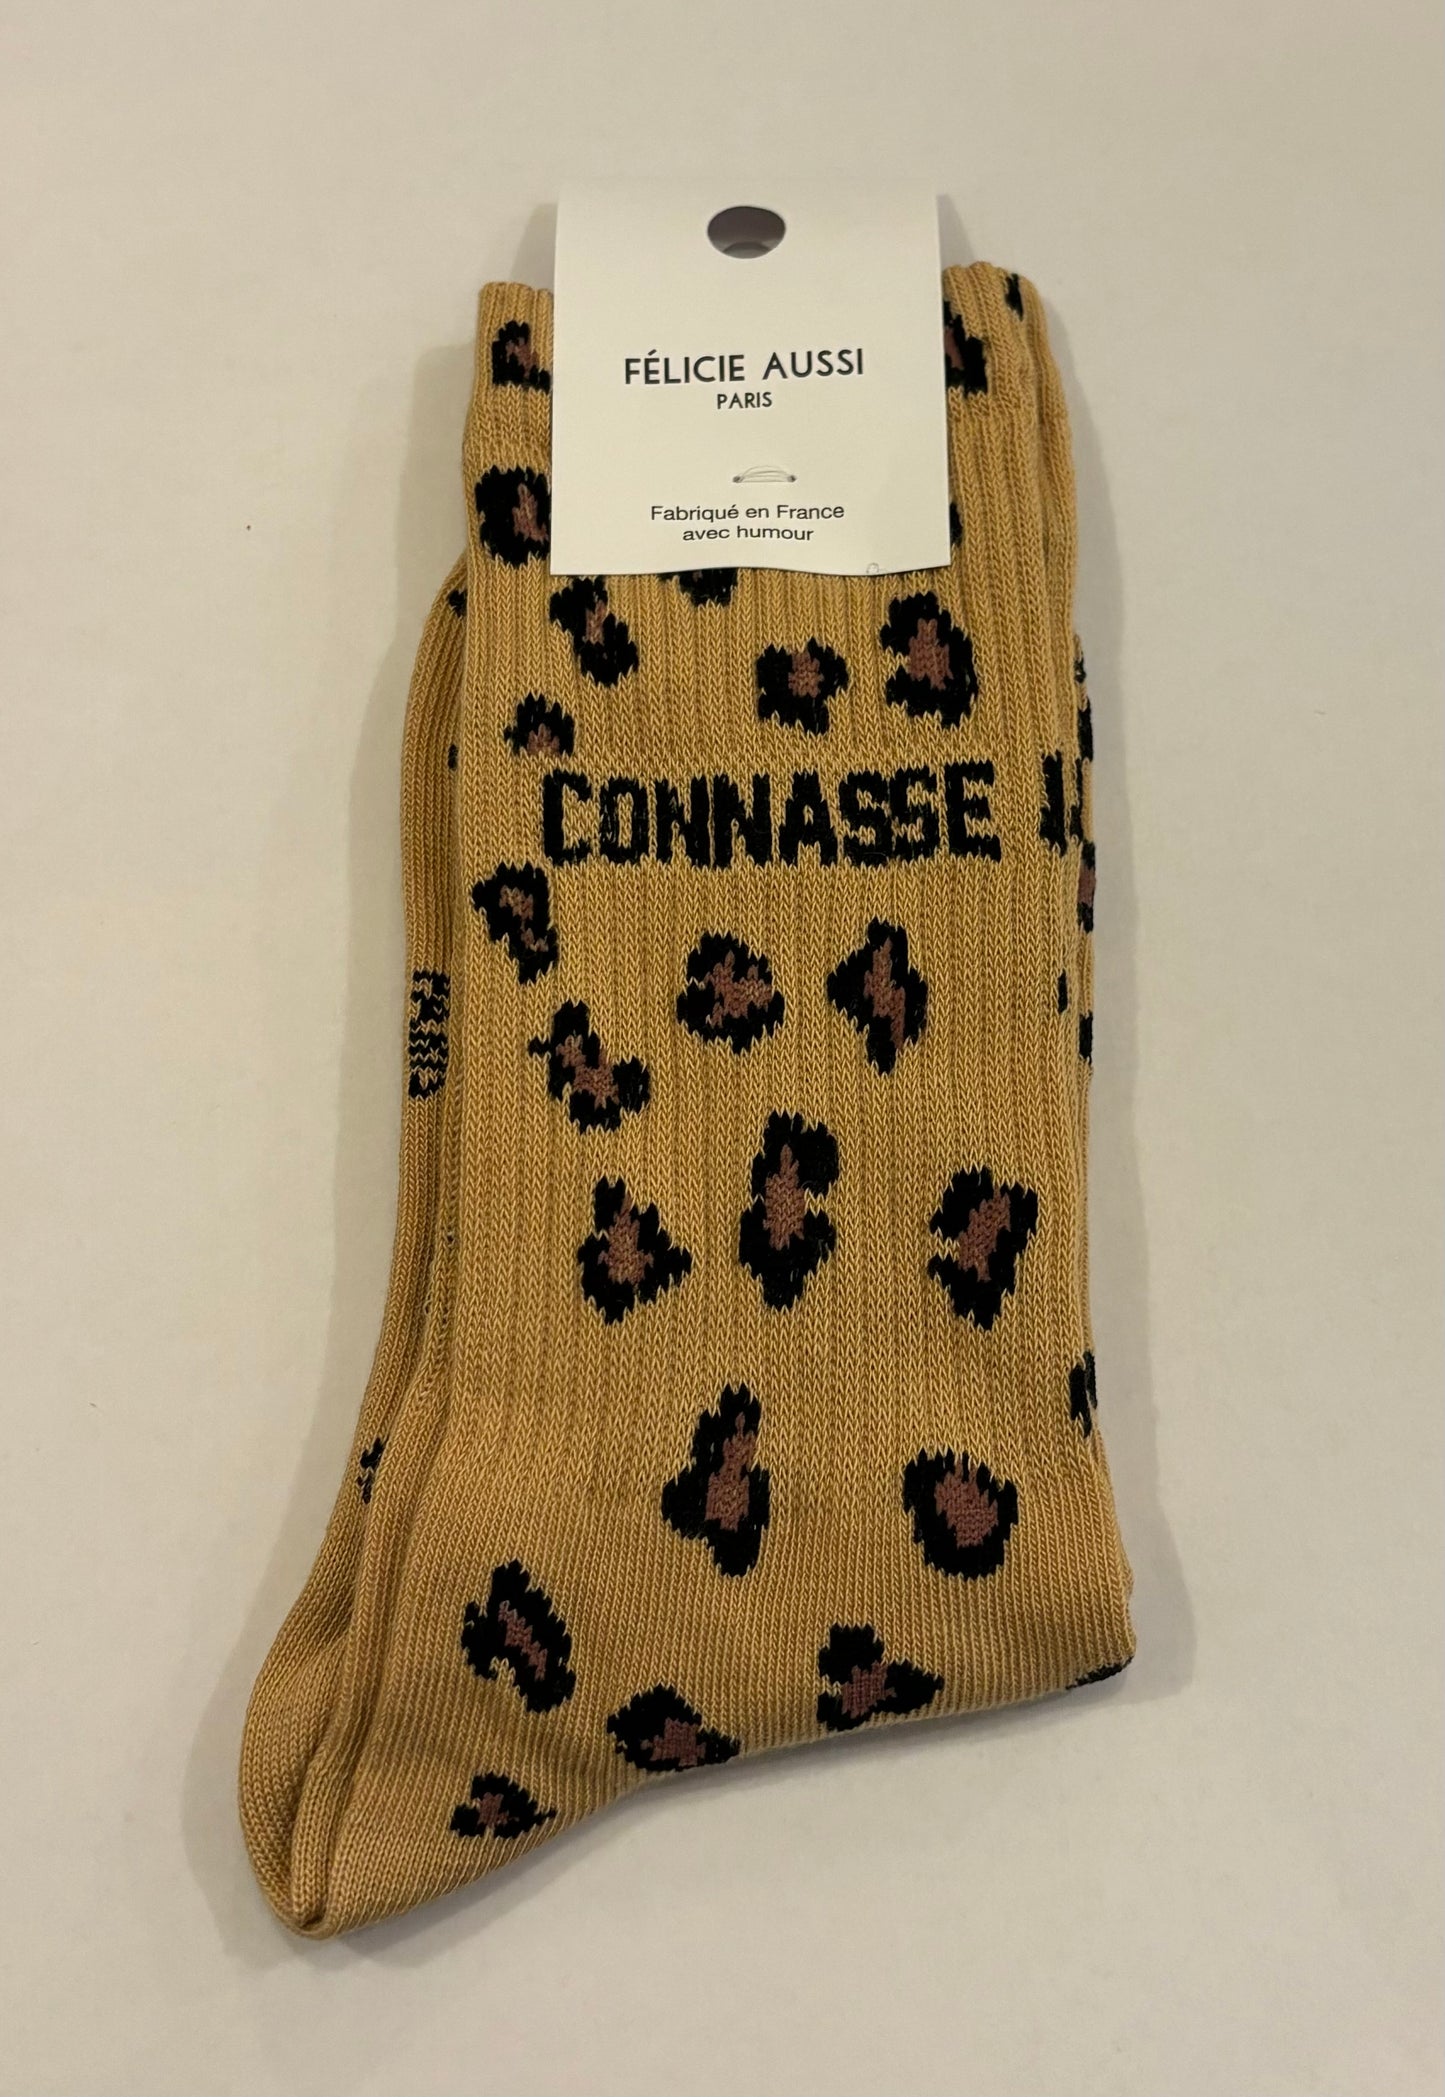 FÉLICIE AUSSI
PARIS
Fabriqué en France
avec humour
CONNASSE